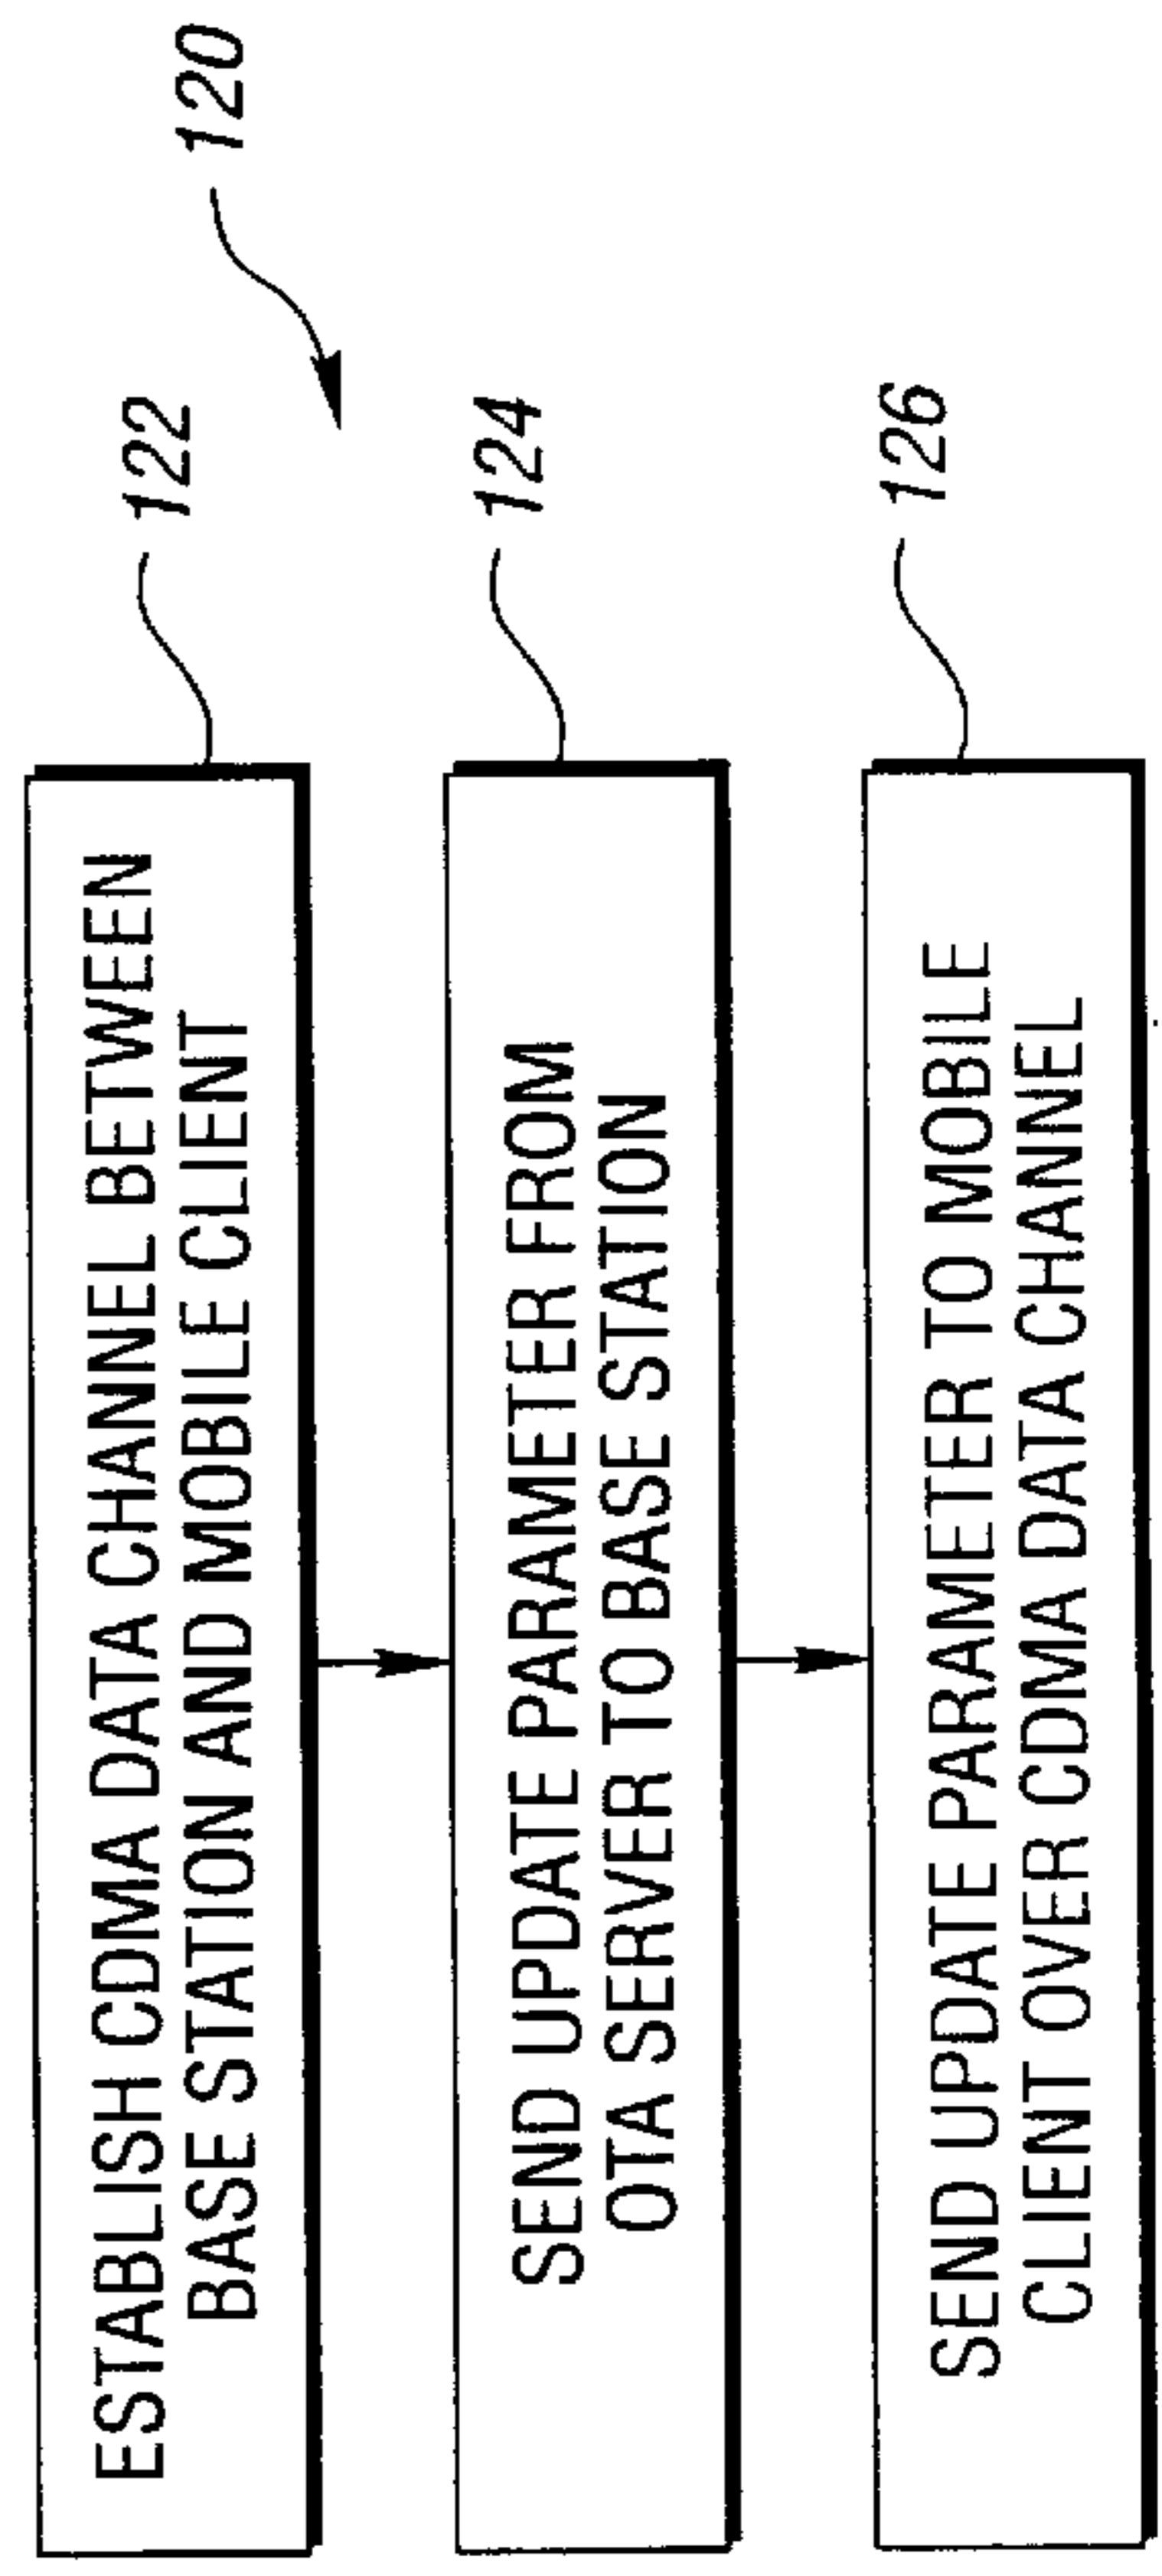 120
122
ESTABLISH CDMA DATA CHANNEL BETWEEN
BASE STATION AND MOBILE CLIENT
124
SEND UPDATE PARAMETER FROM
OTA SERVER TO BASE STATION
126
SEND UPDATE PARAMETER TO MOBILE
CLIENT OVER CDMA DATA CHANNEL